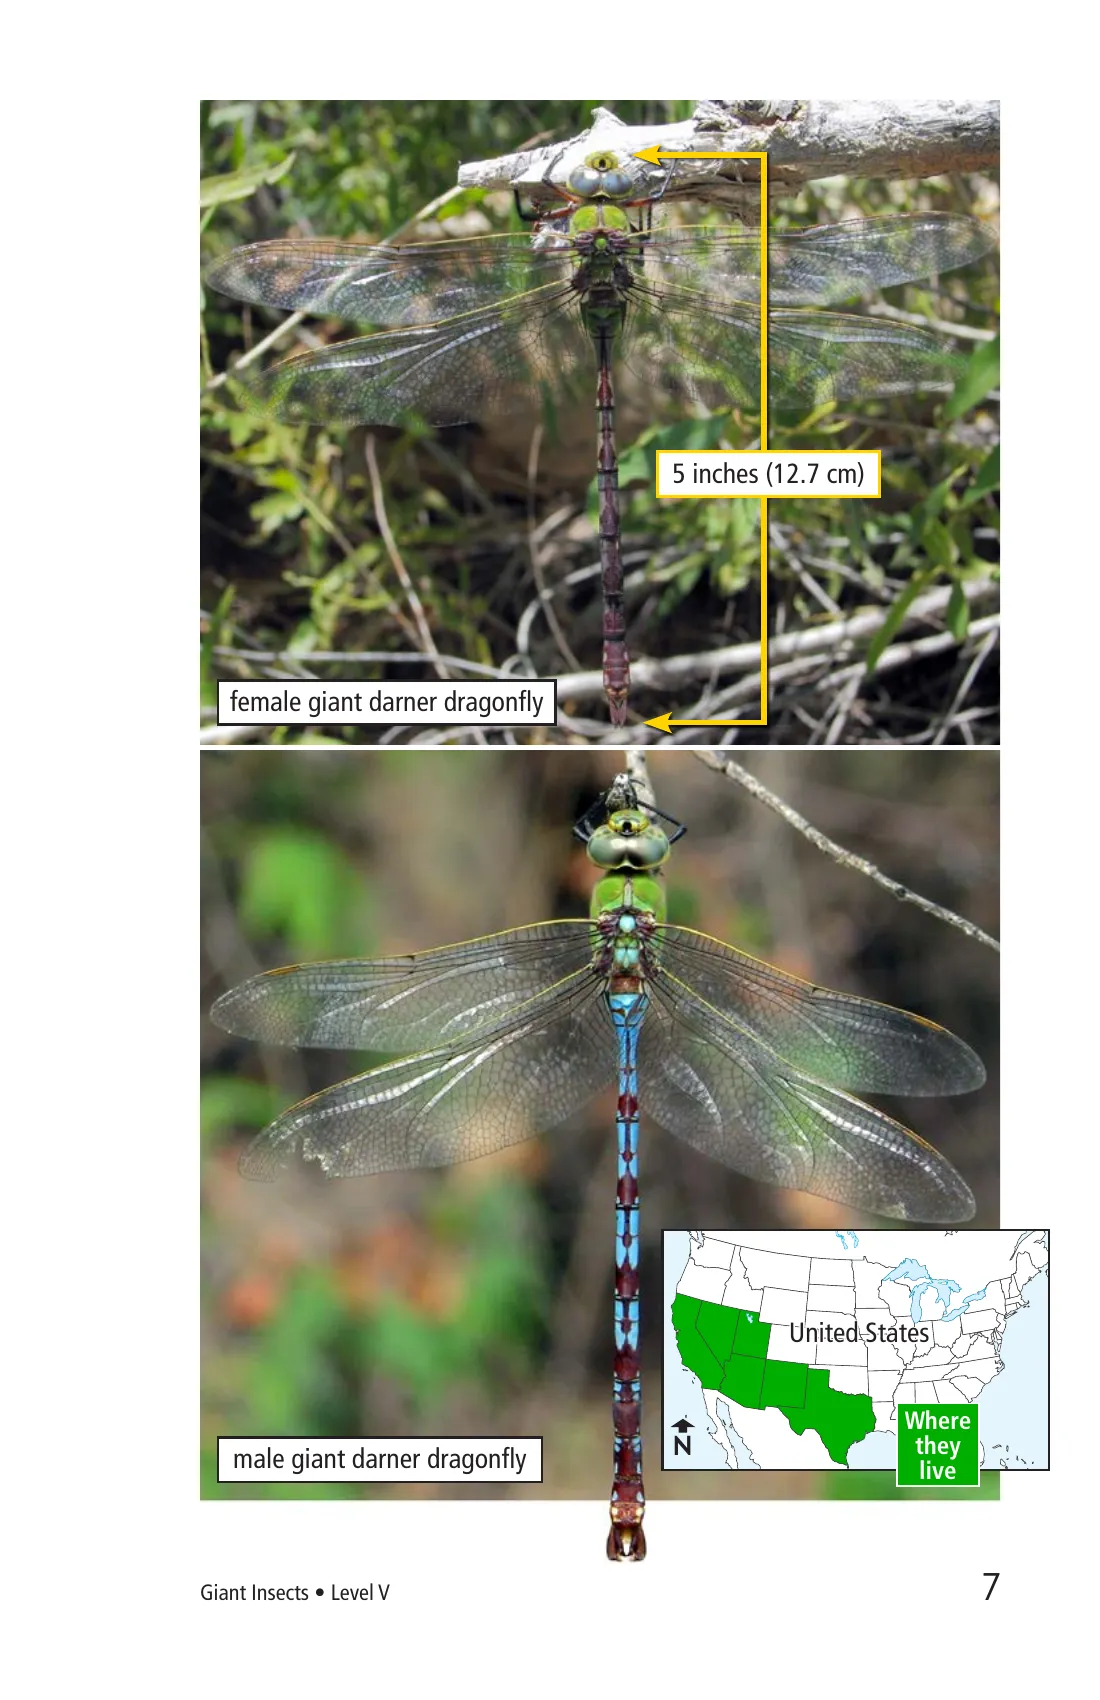 5 inches (12.7 cm)
female giant darner dragonfly
United States
Where
they
live
N
male giant darner dragonfly
Giant Insects • Level V
7